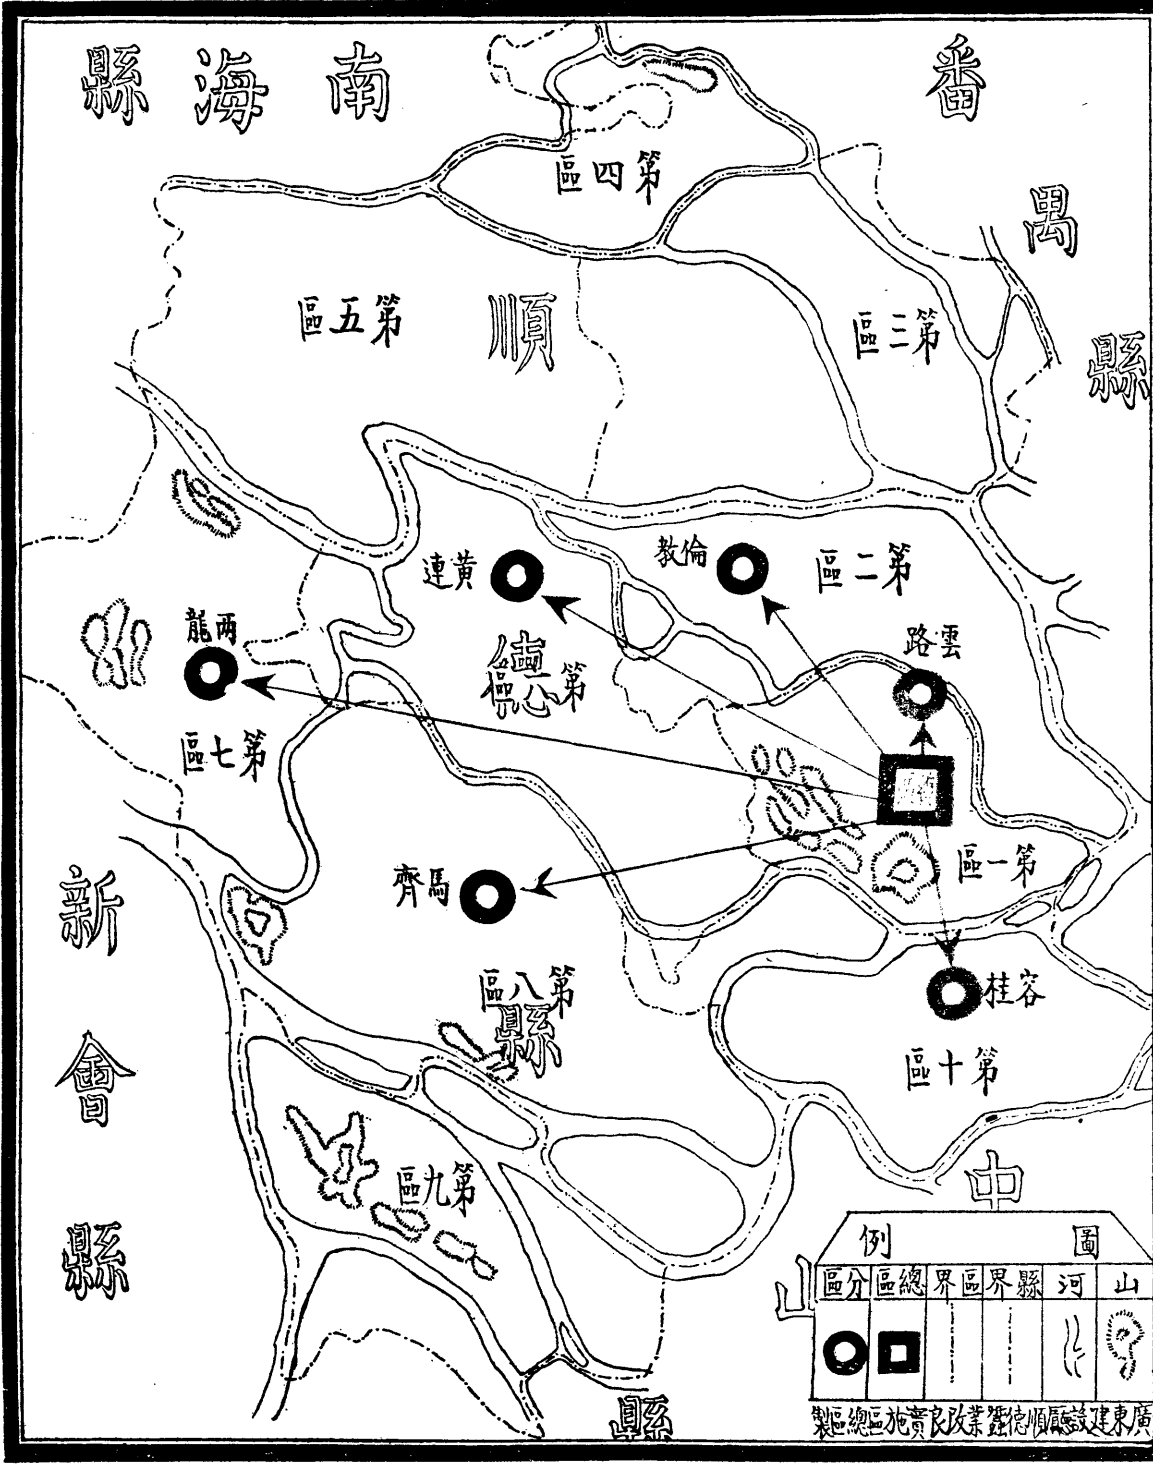 南海縣
番禺縣
第四區
第五區
順德縣
第三區
黃連
倫教
第二區
雲路
兩龍
第六區
第七區
第一區
馬齊
容桂
第八區
第十區
第九區
新會縣
中山縣
圖例
山
河
縣界
區界
總區
分區
廣東建設廳順德蠶業改良實施區總區製